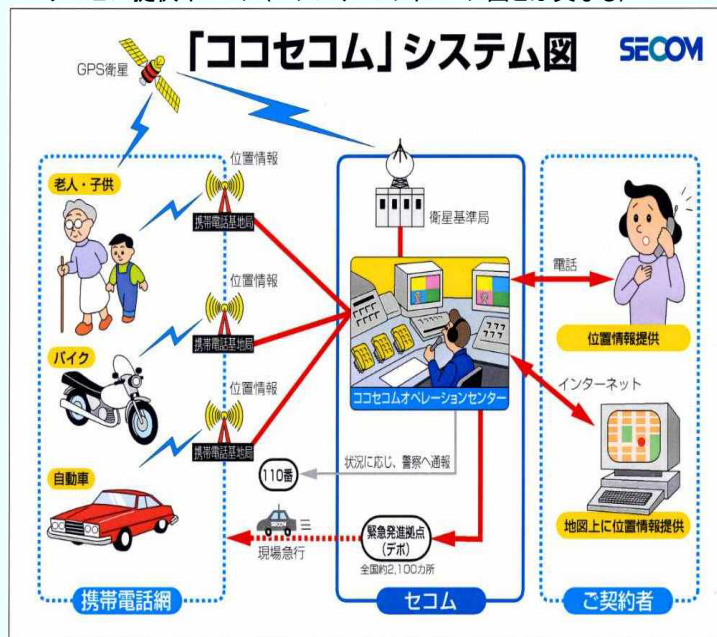 「ココセコム」システム図
SECOM
GPS衛星
位置情報
老人・子供
携帯電話基地局
衛星基準局
電話
位置情報
バイク
携帯電話基地局
位置情報提供
インターネット
位置情報
ココセコムオペレーションセンター
携帯電話基地局
自動車
状況に応じ、警察へ通報
110番
SECOM
現場急行
緊急発進拠点
(デポ)
全国約2,100カ所
地図上に位置情報提供
携帯電話網
セコム
ご契約者